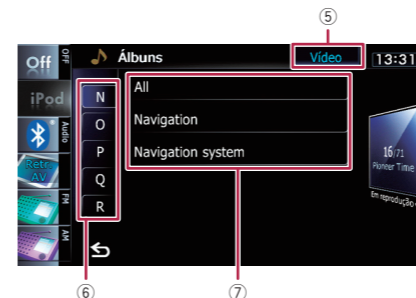 ⑤
Off OFF Álbuns Vídeo 13:31
iPod
N All
O Navigation
P Navigation system
Q
R
Audio
Retr.
AV
FM
AM
16/71
Pioneer Time
Em reprodução
⑥ ⑦